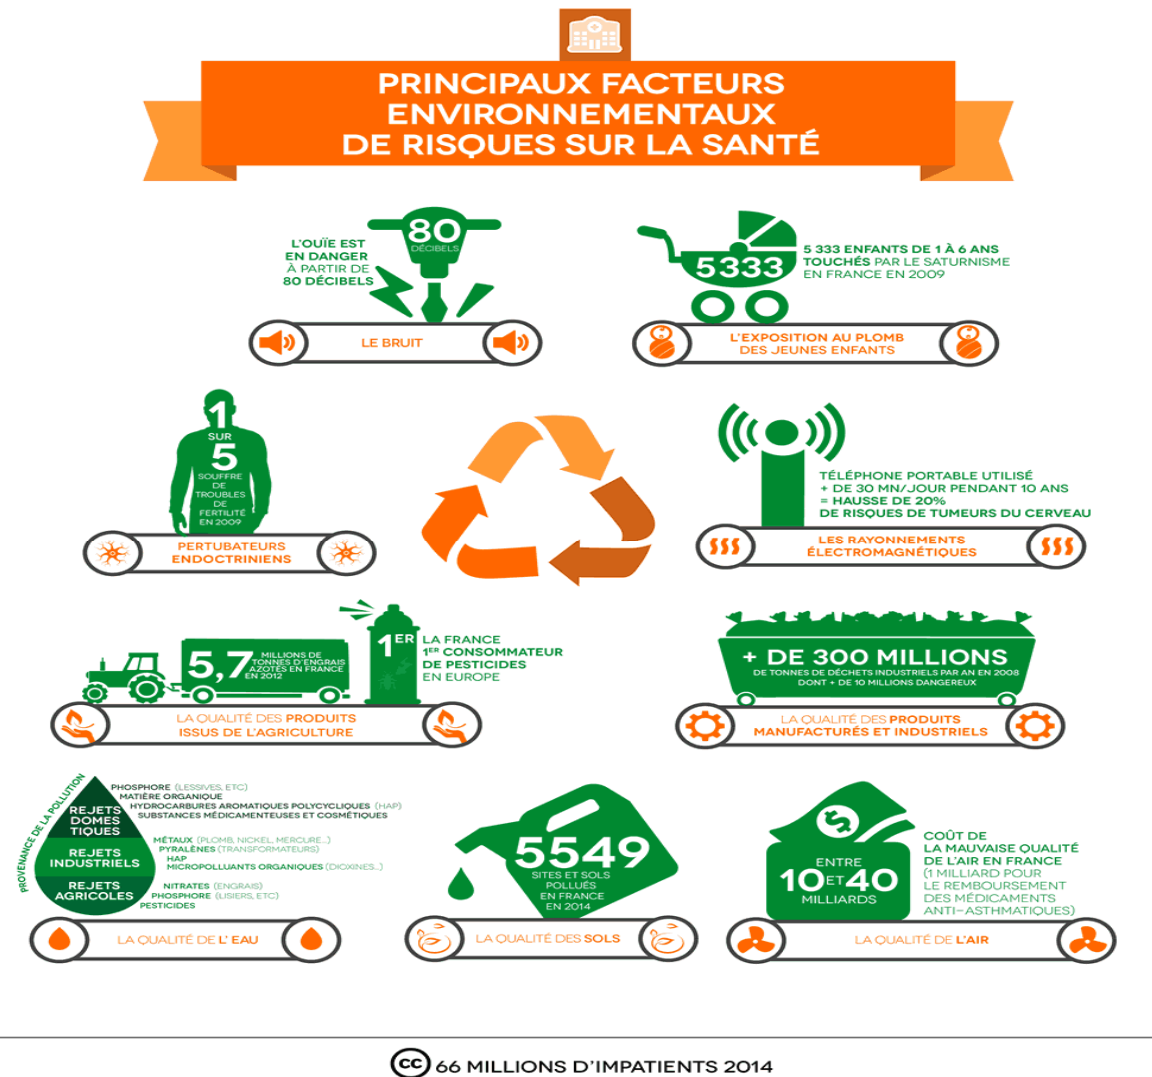 PRINCIPAUX FACTEURS
ENVIRONNEMENTAUX
DE RISQUES SUR LA SANTÉ
L'OUÏE EST
EN DANGER
À PARTIR DE
80 DÉCIBELS
80
DÉCIBELS
LE BRUIT
5333
5 333 ENFANTS DE 1 À 6 ANS
TOUCHÉS PAR LE SATURNISME
EN FRANCE EN 2009
L'EXPOSITION AU PLOMB
DES JEUNES ENFANTS
1
SUR
5
SOUFFRE
DE
TROUBLES
DE
FERTILITÉ
EN 2009
PERTUBATEURS
ENDOCTRINIENS
TÉLÉPHONE PORTABLE UTILISÉ
+ DE 30 MN/JOUR PENDANT 10 ANS
= HAUSSE DE 20%
DE RISQUES DE TUMEURS DU CERVEAU
LES RAYONNEMENTS
ÉLECTROMAGNÉTIQUES
5,7
MILLIONS DE
TONNES D'ENGRAIS
AZOTÉS EN FRANCE
EN 2012
1ER
LA FRANCE
1ER CONSOMMATEUR
DE PESTICIDES
EN EUROPE
LA QUALITÉ DES PRODUITS
ISSUS DE L'AGRICULTURE
+ DE 300 MILLIONS
DE TONNES DE DÉCHETS INDUSTRIELS PAR AN EN 2008
DONT + DE 10 MILLIONS DANGEREUX
LA QUALITÉ DES PRODUITS
MANUFACTURÉS ET INDUSTRIELS
PROVENANCE DE LA POLLUTION
REJETS
DOMES
TIQUES
PHOSPHORE (LESSIVES, ETC)
MATIÈRE ORGANIQUE
HYDROCARBURES AROMATIQUES POLYCYCLIQUES (HAP)
SUBSTANCES MÉDICAMENTEUSES ET COSMÉTIQUES
REJETS
INDUSTRIELS
MÉTAUX (PLOMB, NICKEL, MERCURE...)
PYRALÈNES (TRANSFORMATEURS)
HAP
MICROPOLLUANTS ORGANIQUES (DIOXINES...)
REJETS
AGRICOLES
NITRATES (ENGRAIS)
PHOSPHORE (LISIERS, ETC)
PESTICIDES
LA QUALITÉ DE L' EAU
5549
SITES ET SOLS
POLLUÉS
EN FRANCE
EN 2014
LA QUALITÉ DES SOLS
$
ENTRE
10 ET 40
MILLIARDS
COÛT DE
LA MAUVAISE QUALITÉ
DE L'AIR EN FRANCE
(1 MILLIARD POUR
LE REMBOURSEMENT
DES MÉDICAMENTS
ANTI-ASTHMATIQUES)
LA QUALITÉ DE L'AIR
cc 66 MILLIONS D'IMPATIENTS 2014